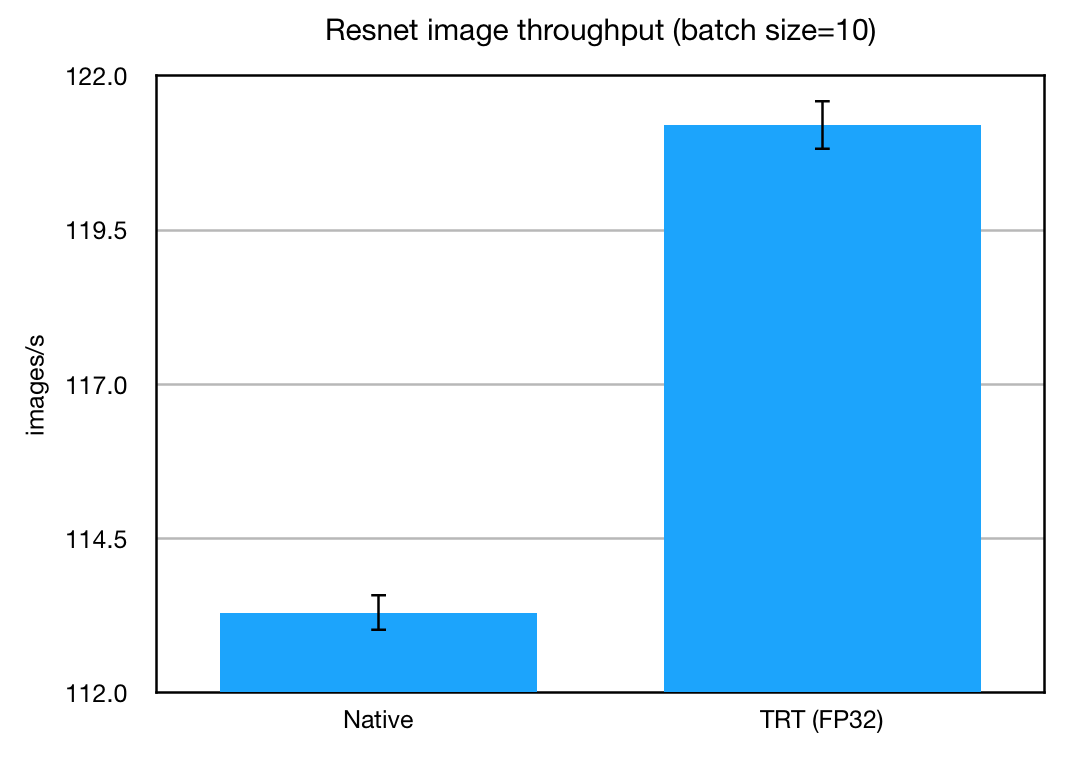 Resnet image throughput (batch size=10)
122.0
119.5
117.0
114.5
112.0
images/s
Native
TRT (FP32)